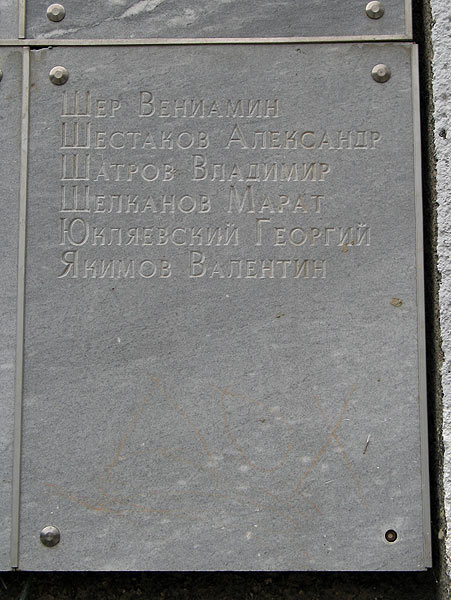 Шер Вениамин
Шестаков Александр
Шатров Владимир
Шелканов Марат
Юкляевский Георгий
Якимов Валентин